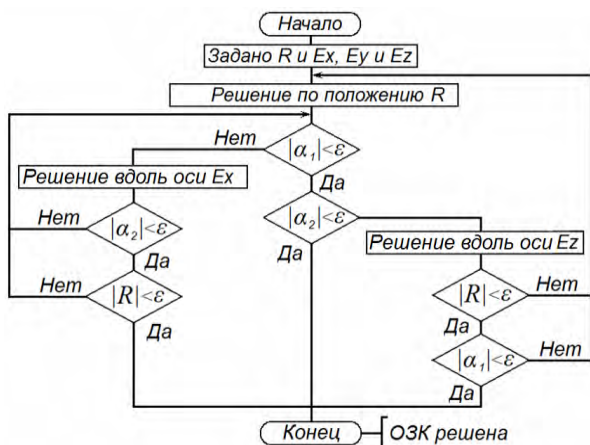 Начало
Задано R и Ex, Ey и Ez
Решение по положению R
Нет
|α₁|<ε
Да
Решение вдоль оси Ex
Нет
|α₂|<ε
Да
|α₂|<ε
Да
Решение вдоль оси Ez
Нет
|R|<ε
Да
|R|<ε
Нет
Да
|α₁|<ε
Нет
Да
Конец
ОЗК решена